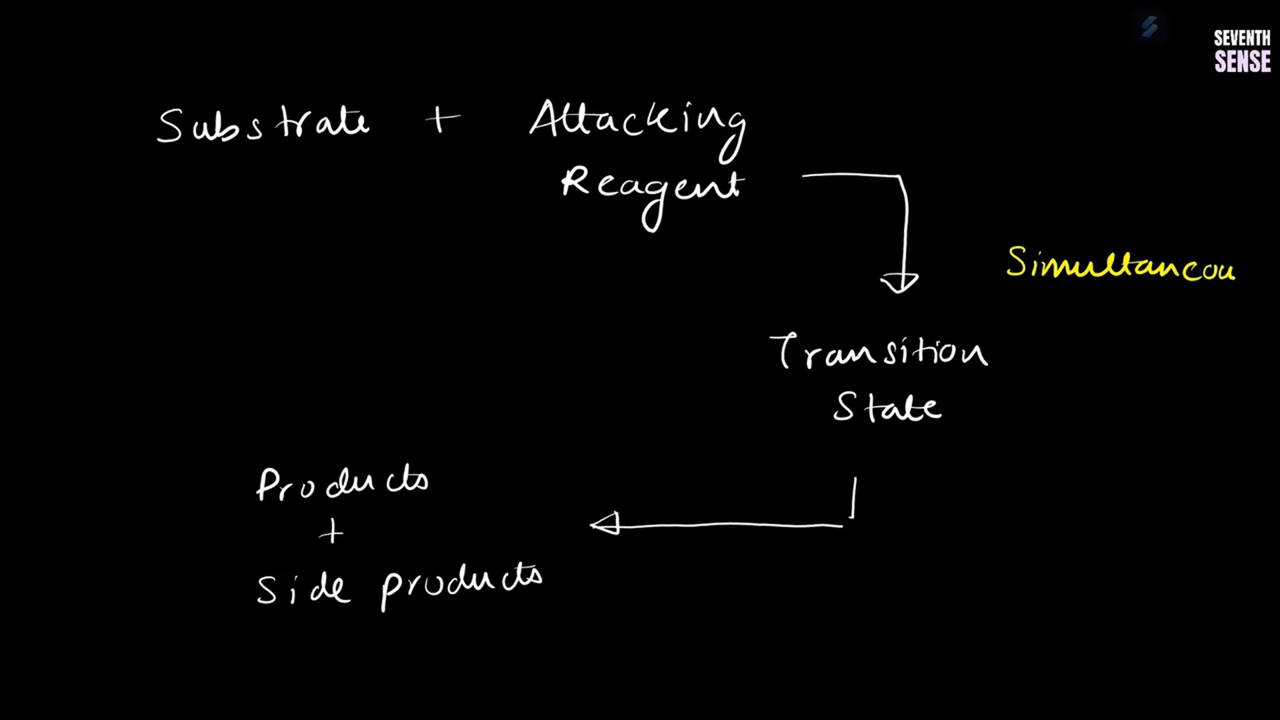 SEVENTH
SENSE
Substrate + Attacking
Reagent
Simultaneou
Transition
State
Products
+
Side products